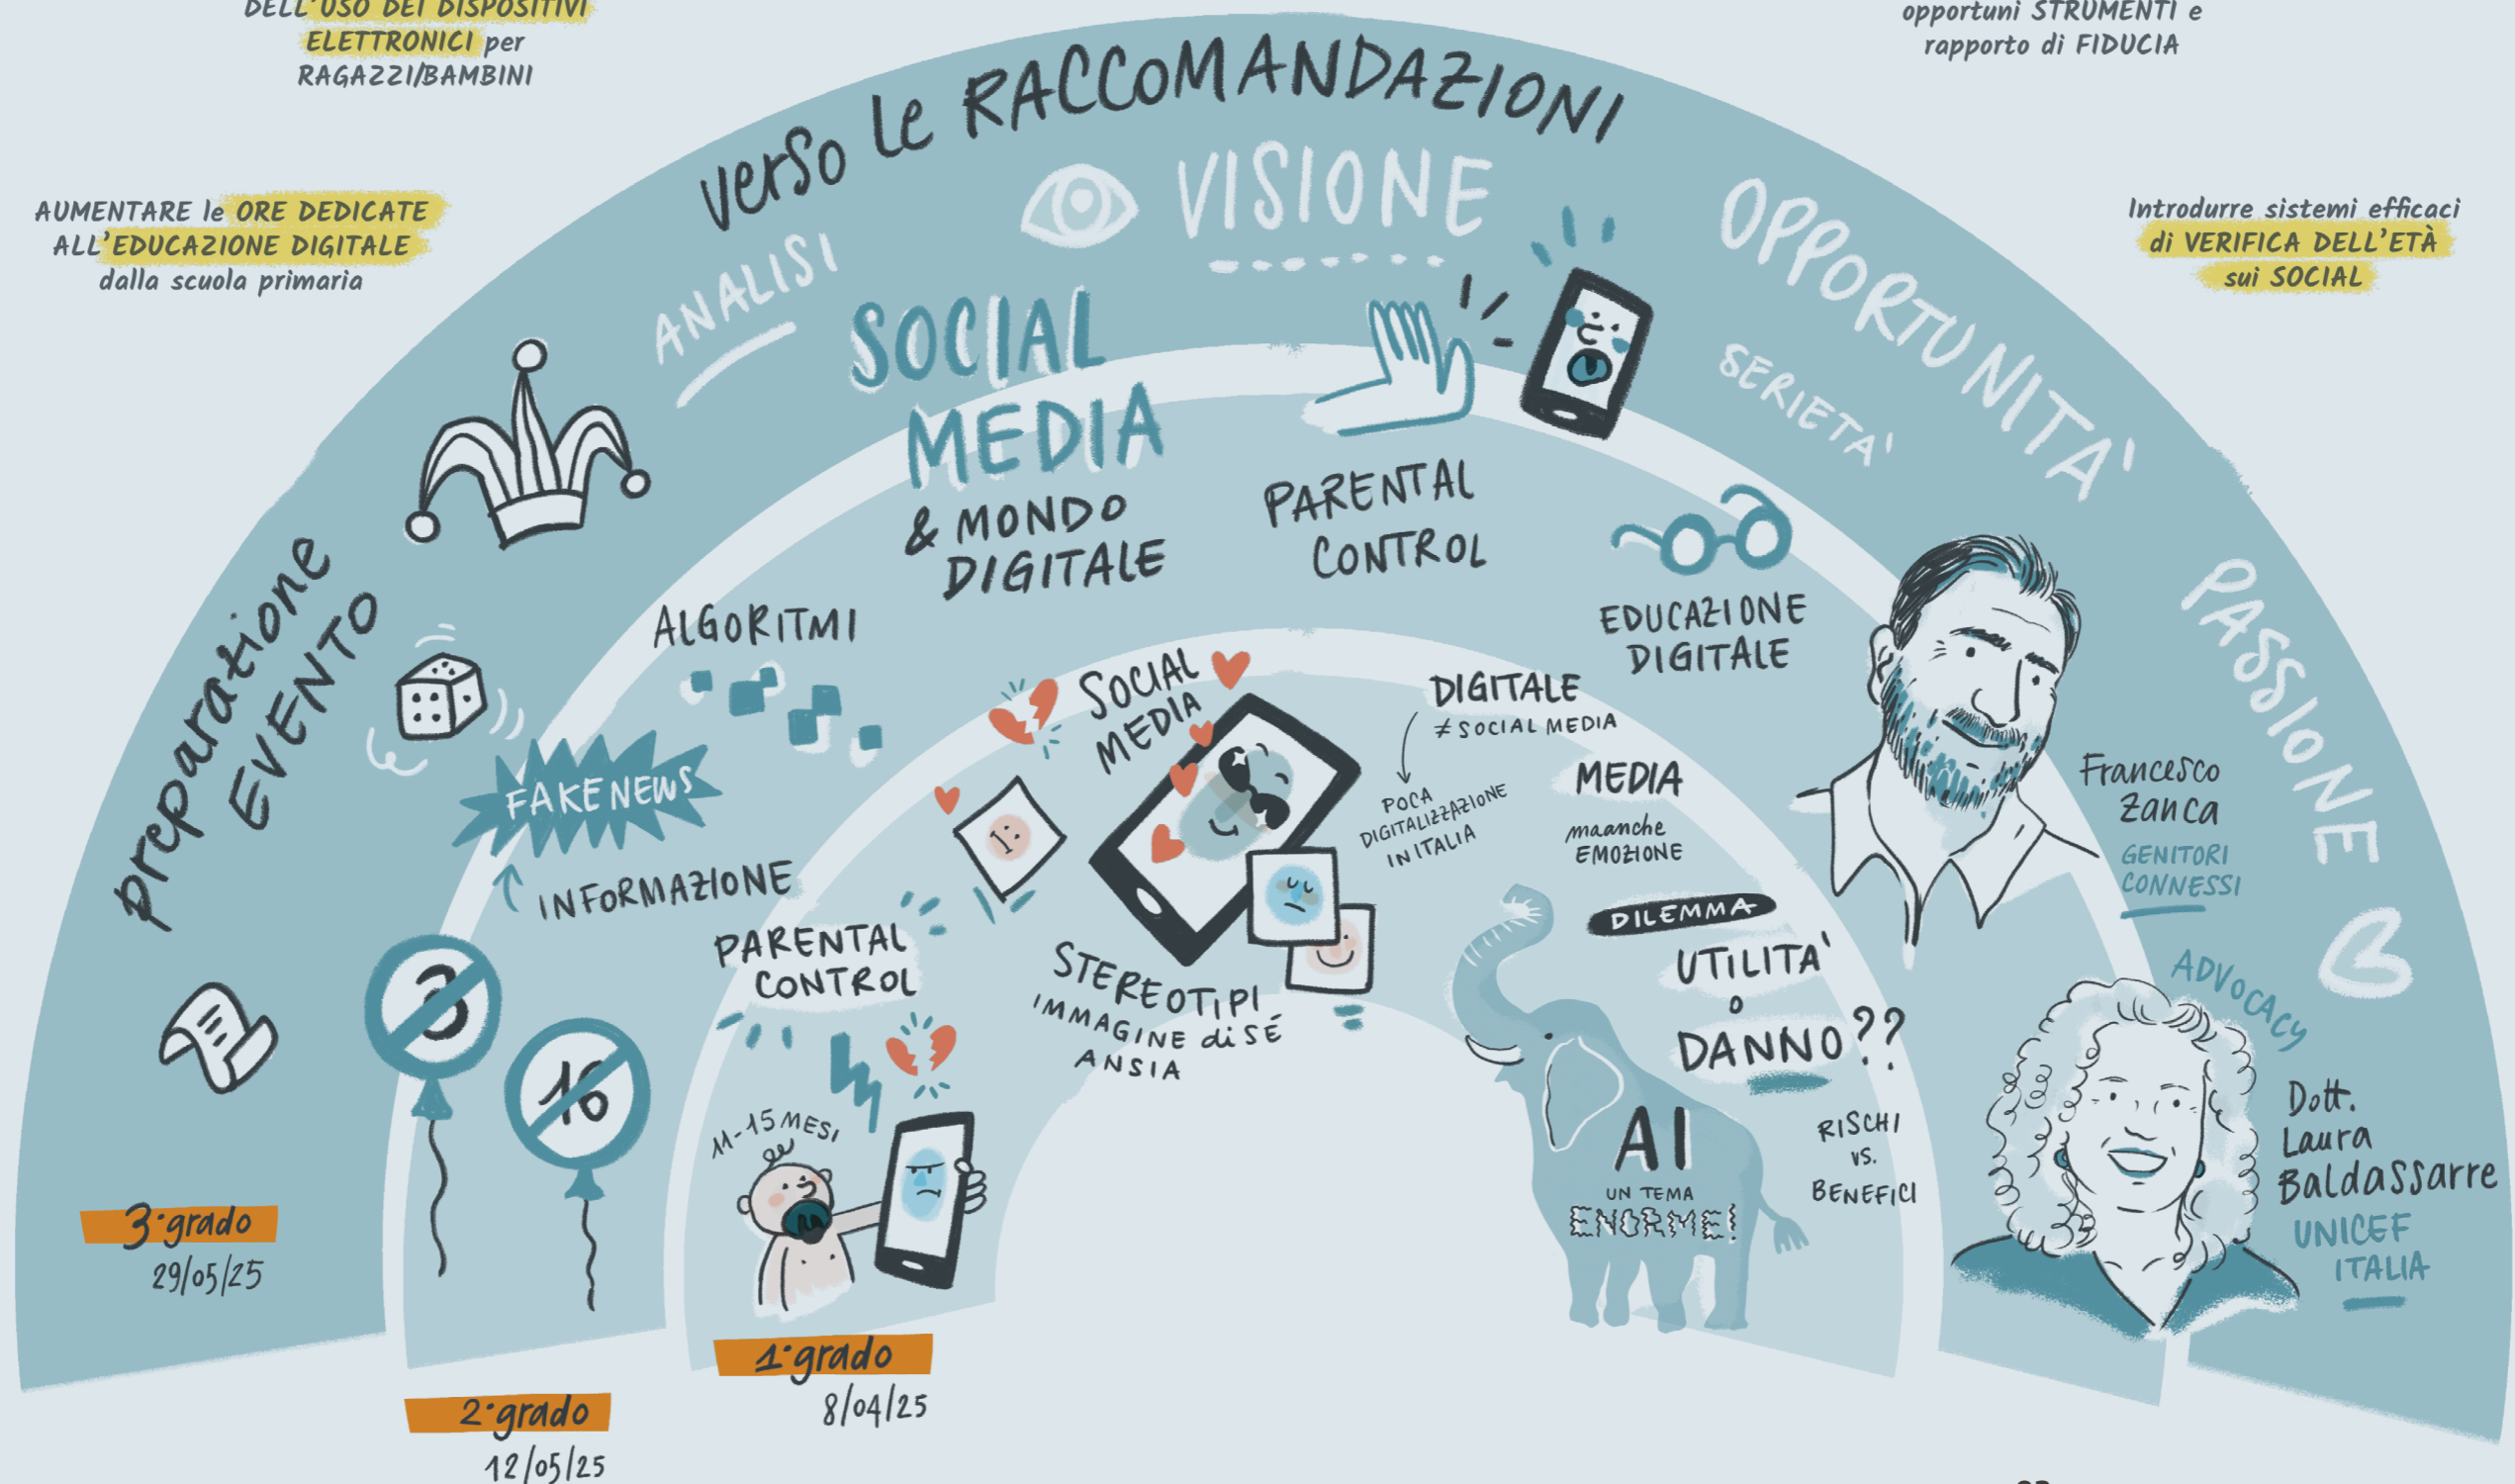 DELL'USO DEI DISPOSITIVI
ELETTRONICI per
RAGAZZI/BAMBINI
opportuni STRUMENTI e
rapporto di FIDUCIA
AUMENTARE le ORE DEDICATE
ALL'EDUCAZIONE DIGITALE
dalla scuola primaria
Introdurre sistemi efficaci
di VERIFICA DELL'ETÀ
sui SOCIAL
verso le RACCOMANDAZIONI
preparazione
EVENTO
ANALISI
VISIONE
OPPORTUNITA'
SERIETA'
PASSIONE
SOCIAL
MEDIA
& MONDO
DIGITALE
PARENTAL
CONTROL
EDUCAZIONE
DIGITALE
ALGORITMI
FAKE NEWS
INFORMAZIONE
3
16
Francesco
Zanca
GENITORI
CONNESSI
ADVOCACY
Dott.
Laura
Baldassarre
UNICEF
ITALIA
SOCIAL
MEDIA
DIGITALE
≠ SOCIAL MEDIA
POCA
DIGITALIZZAZIONE
IN ITALIA
MEDIA
ma anche
EMOZIONE
PARENTAL
CONTROL
STEREOTIPI
IMMAGINE di SÉ
ANSIA
11-15 MESI
DILEMMA
UTILITA'
o
DANNO??
AI
UN TEMA
ENORME!
RISCHI
vs.
BENEFICI
3° grado
29/05/25
1° grado
8/04/25
2° grado
12/05/25